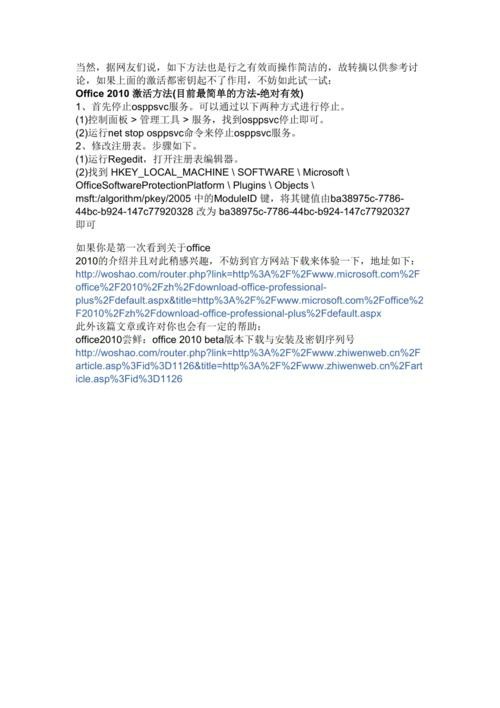 当然，据网友们说，如下方法也是行之有效而操作简洁的，故转摘以供参考讨
论，如果上面的激活都密钥起不了作用，不妨如此试一试：
Office 2010 激活方法(目前最简单的方法-绝对有效)
1、首先停止osppsvc服务。可以通过以下两种方式进行停止。
(1)控制面板 > 管理工具 > 服务，找到osppsvc停止即可。
(2)运行net stop osppsvc命令来停止osppsvc服务。
2、修改注册表。步骤如下。
(1)运行Regedit，打开注册表编辑器。
(2)找到 HKEY_LOCAL_MACHINE \ SOFTWARE \ Microsoft \
OfficeSoftwareProtectionPlatform \ Plugins \ Objects \
msft:/algorithm/pkey/2005 中的ModuleID 键，将其键值由ba38975c-7786-
44bc-b924-147c77920328 改为 ba38975c-7786-44bc-b924-147c77920327
即可
如果你是第一次看到关于office
2010的介绍并且对此稍感兴趣，不妨到官方网站下载来体验一下，地址如下：
http://woshao.com/router.php?link=http%3A%2F%2Fwww.microsoft.com%2F
office%2F2010%2Fzh%2Fdownload-office-professional-
plus%2Fdefault.aspx&title=http%3A%2F%2Fwww.microsoft.com%2Foffice%2
F2010%2Fzh%2Fdownload-office-professional-plus%2Fdefault.aspx
此外该篇文章或许对你也会有一定的帮助：
office2010尝鲜：office 2010 beta版本下载与安装及密钥序列号
http://woshao.com/router.php?link=http%3A%2F%2Fwww.zhiwenweb.cn%2F
article.asp%3Fid%3D1126&title=http%3A%2F%2Fwww.zhiwenweb.cn%2Fart
icle.asp%3Fid%3D1126